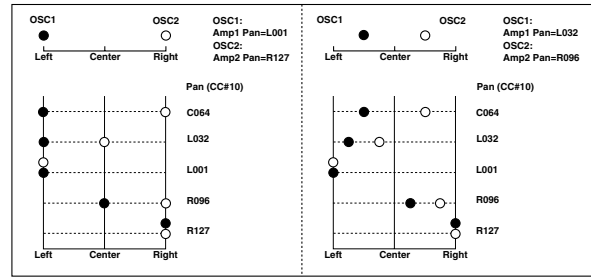 OSC1 OSC2 OSC1:
Amp1 Pan=L001
OSC2:
Amp2 Pan=R127
Left Center Right
Pan (CC#10)
C064
L032
L001
R096
R127
Left Center Right
OSC1 OSC2 OSC1:
Amp1 Pan=L032
OSC2:
Amp2 Pan=R096
Left Center Right
Pan (CC#10)
C064
L032
L001
R096
R127
Left Center Right